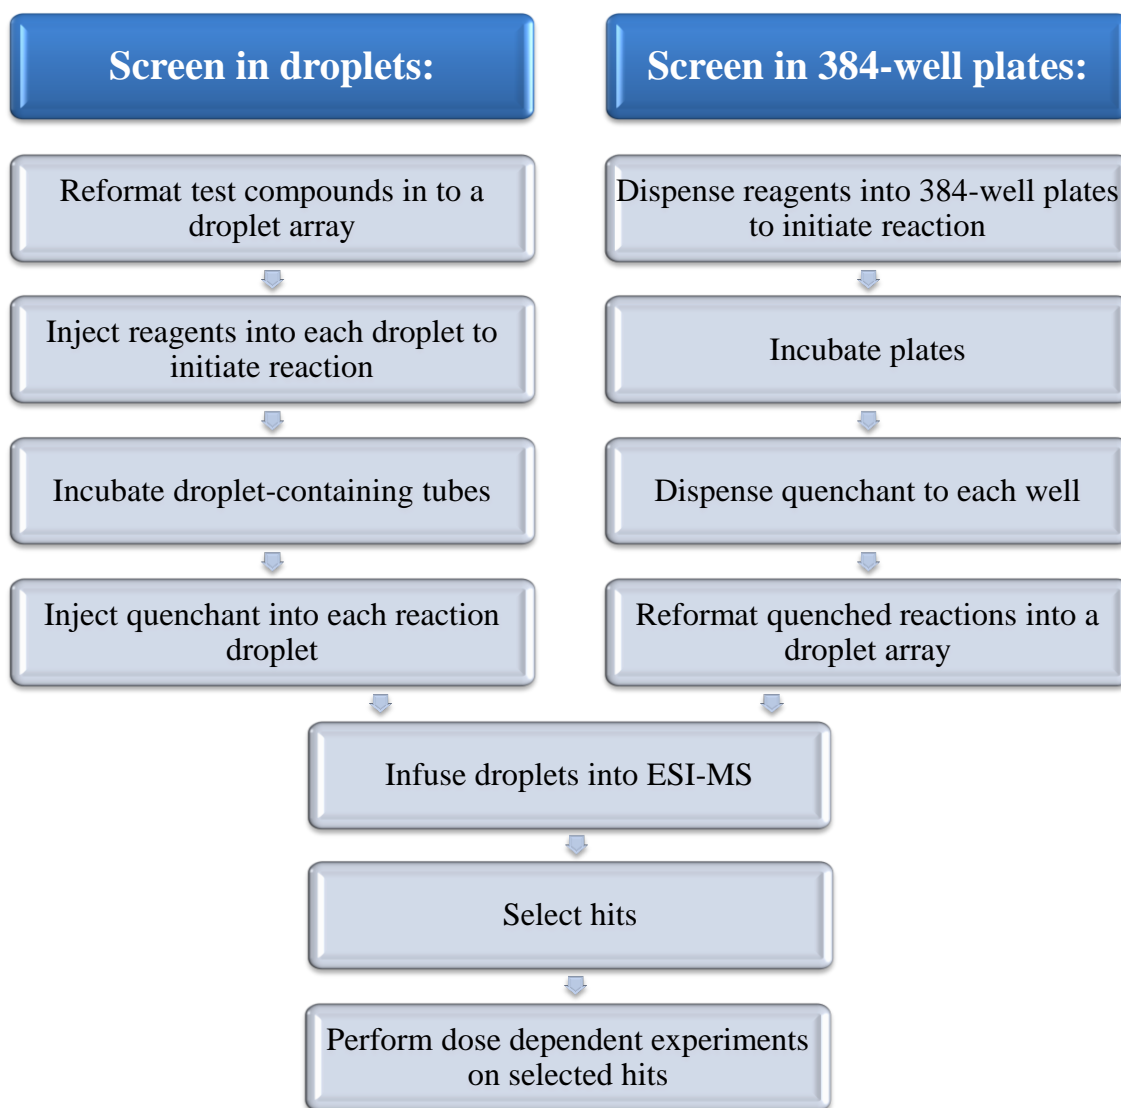 Screen in droplets:
Reformat test compounds in to a
droplet array
Inject reagents into each droplet to
initiate reaction
Incubate droplet-containing tubes
Inject quenchant into each reaction
droplet
Screen in 384-well plates:
Dispense reagents into 384-well plates
to initiate reaction
Incubate plates
Dispense quenchant to each well
Reformat quenched reactions into a
droplet array
Infuse droplets into ESI-MS
Select hits
Perform dose dependent experiments
on selected hits